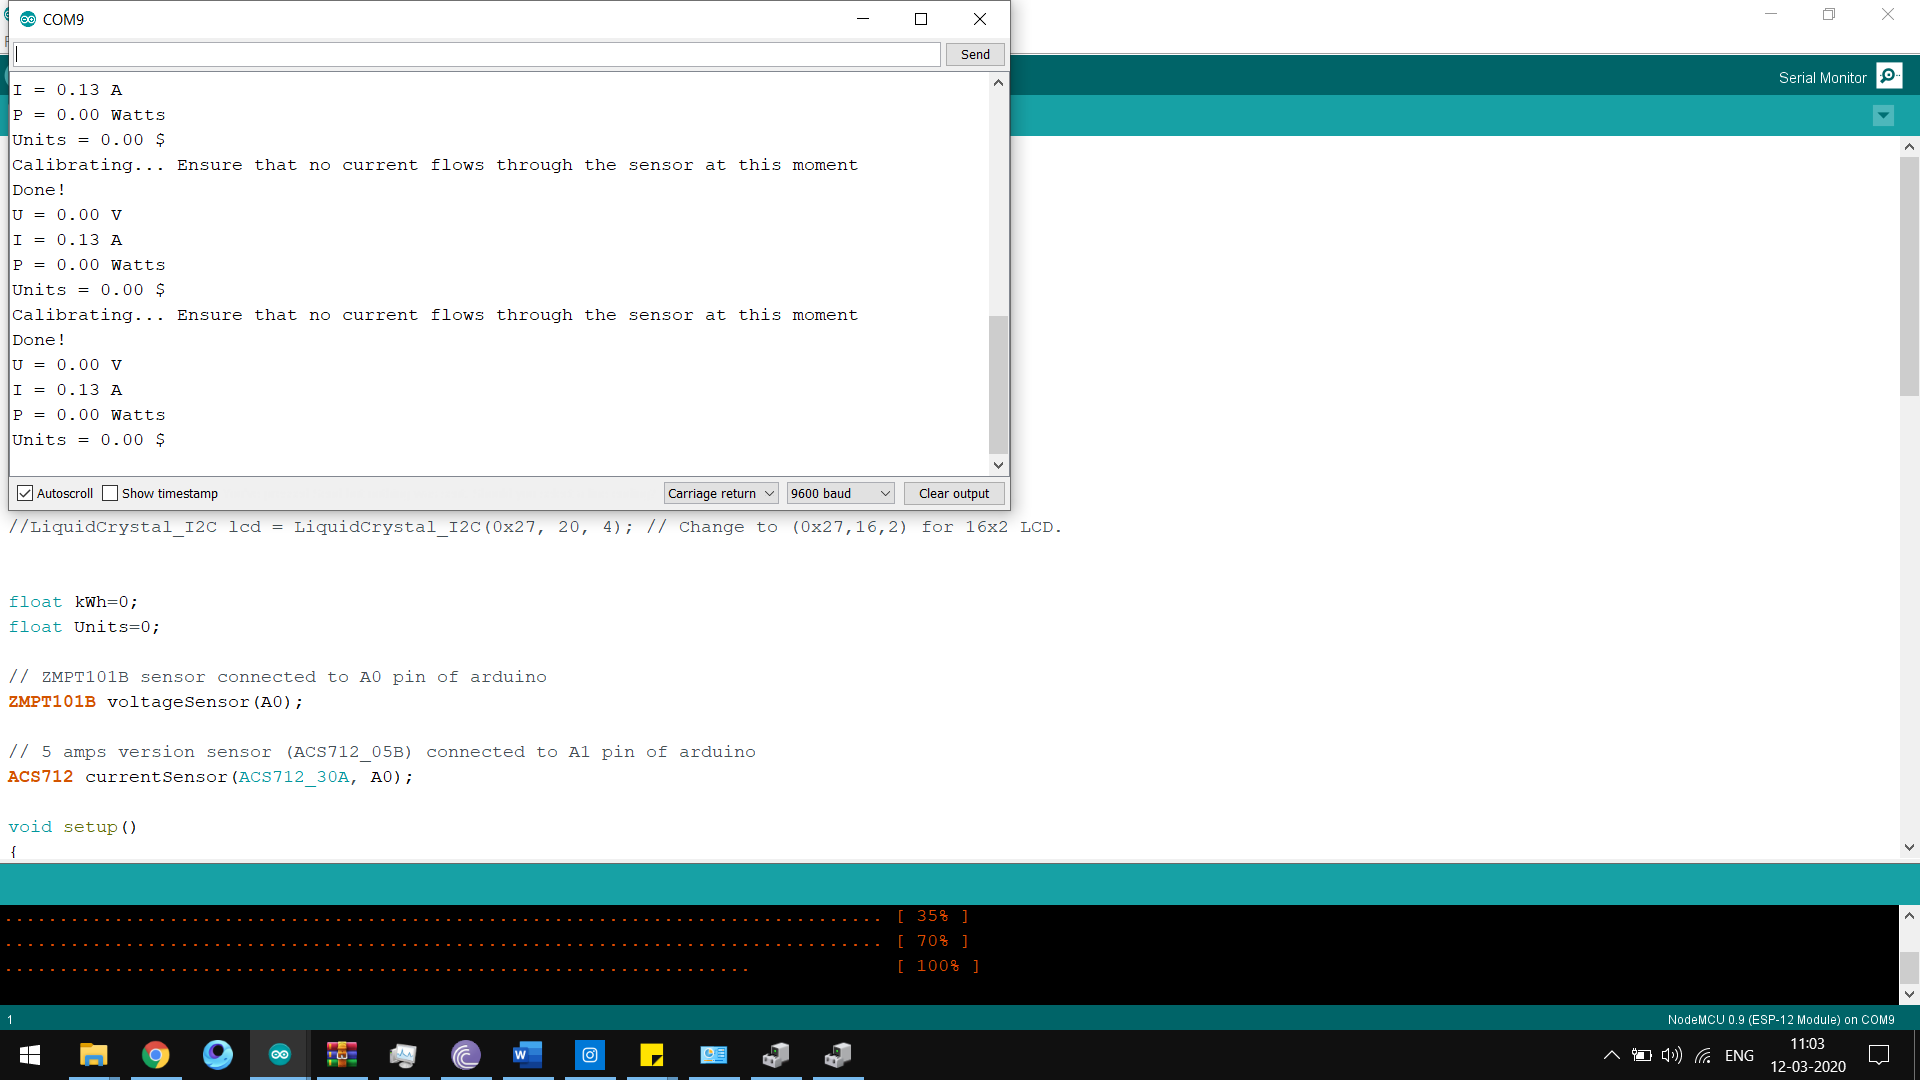 COM9
Send
I = 0.13 A
P = 0.00 Watts
Units = 0.00 $
Calibrating... Ensure that no current flows through the sensor at this moment
Done!
U = 0.00 V
I = 0.13 A
P = 0.00 Watts
Units = 0.00 $
Calibrating... Ensure that no current flows through the sensor at this moment
Done!
U = 0.00 V
I = 0.13 A
P = 0.00 Watts
Units = 0.00 $
Autoscroll Show timestamp Carriage return 9600 baud Clear output
Serial Monitor
//LiquidCrystal_I2C lcd = LiquidCrystal_I2C(0x27, 20, 4); // Change to (0x27,16,2) for 16x2 LCD.
float kWh=0;
float Units=0;
// ZMPT101B sensor connected to A0 pin of arduino
ZMPT101B voltageSensor(A0);
// 5 amps version sensor (ACS712_05B) connected to A1 pin of arduino
ACS712 currentSensor(ACS712_30A, A0);
void setup()
{
................................................................................ [ 35% ]
................................................................................ [ 70% ]
.................................................................... [ 100% ]
1
NodeMCU 0.9 (ESP-12 Module) on COM9
ENG
11:03
12-03-2020